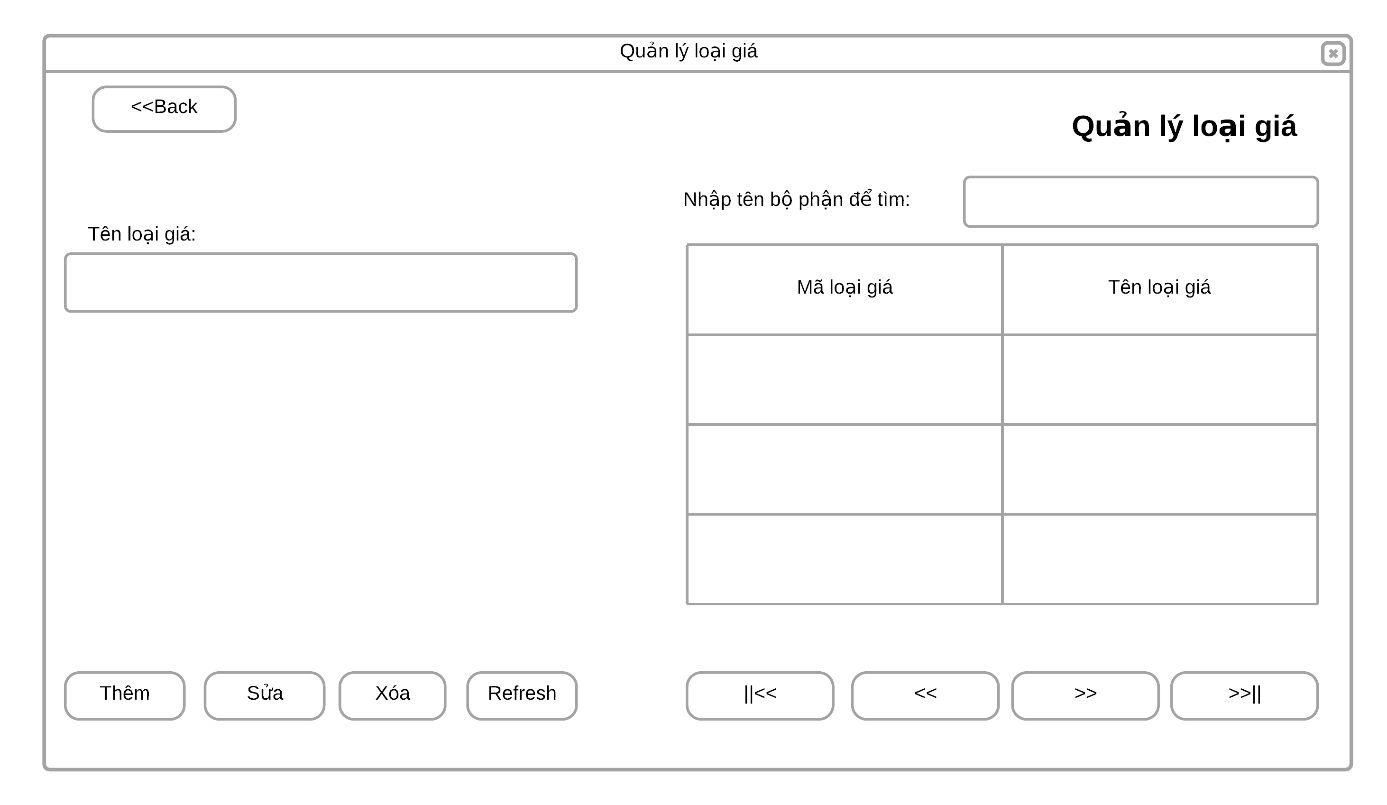 Quản lý loại giá
<<Back
Quản lý loại giá
Nhập tên bộ phận để tìm:
Tên loại giá:
Mã loại giá
Tên loại giá
Thêm
Sửa
Xóa
Refresh
||<<
<<
>>
>>||